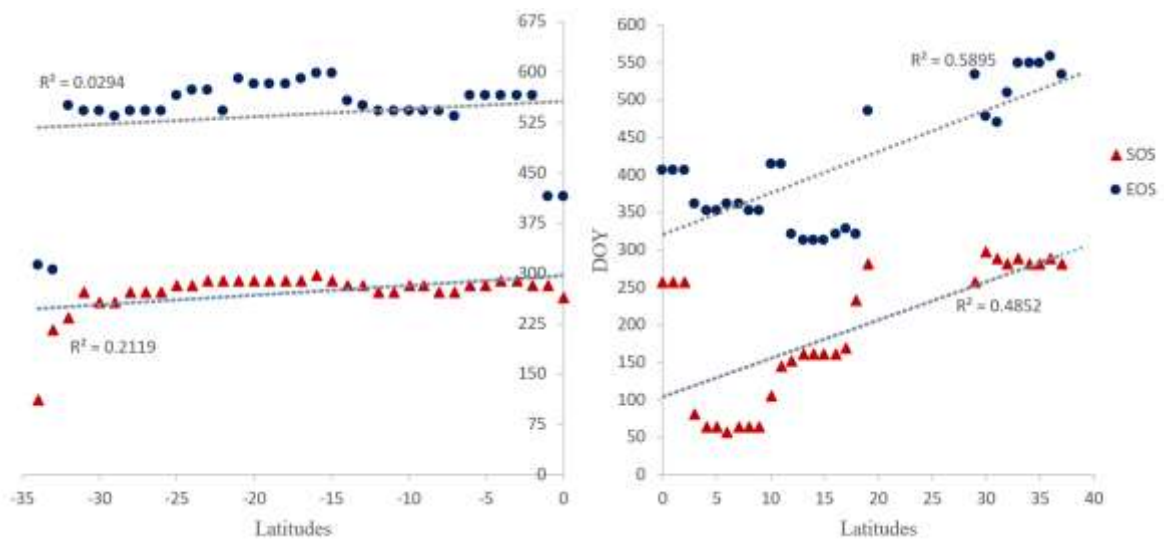 675
600
525
450
375
300
225
150
75
0
R² = 0.0294
R² = 0.2119
-35 -30 -25 -20 -15 -10 -5 0
Latitudes
600
550
500
450
400
350
300
250
200
150
100
50
0
DOY
R² = 0.5895
R² = 0.4852
0 5 10 15 20 25 30 35 40
Latitudes
SOS
EOS